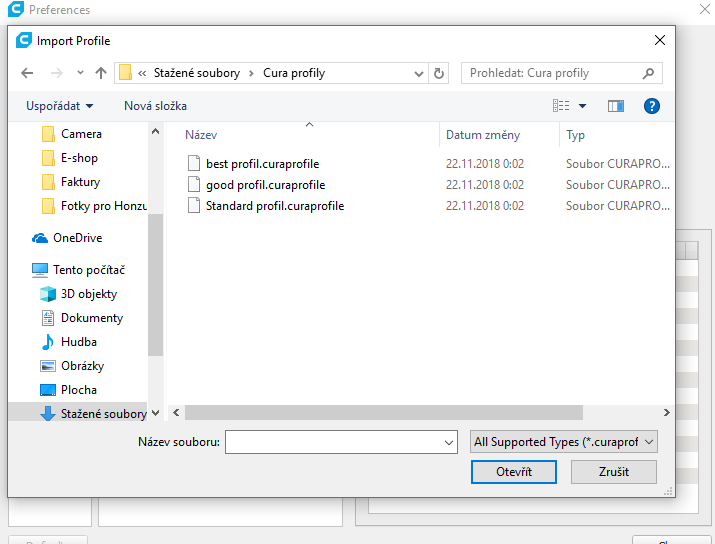 Preferences
Import Profile
« Stažené soubory > Cura profily
Prohledat: Cura profily
Uspořádat
Nová složka
Camera
E-shop
Faktury
Fotky pro Honzu
OneDrive
Tento počítač
3D objekty
Dokumenty
Hudba
Obrázky
Plocha
Stažené soubory
Název Datum změny Typ
best profil.curaprofile 22.11.2018 0:02 Soubor CURAPRO...
good profil.curaprofile 22.11.2018 0:02 Soubor CURAPRO...
Standard profil.curaprofile 22.11.2018 0:02 Soubor CURAPRO...
Název souboru:
All Supported Types (*.curaprof
Otevřít
Zrušit